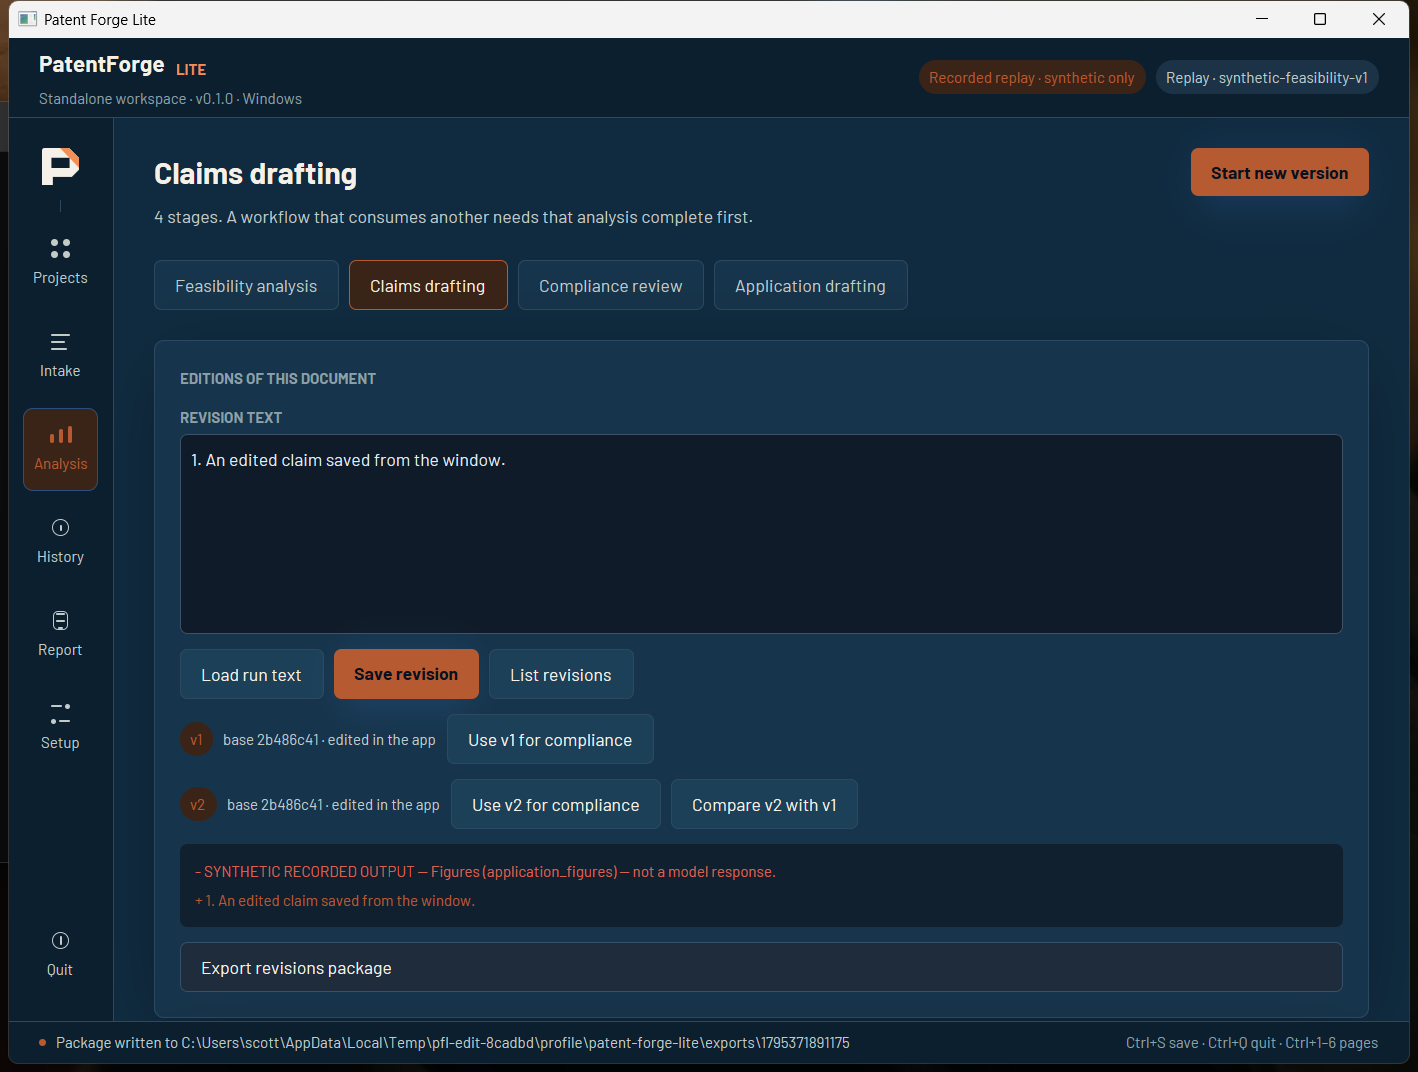 Patent Forge Lite
PatentForge LITE
Standalone workspace · v0.1.0 · Windows
Recorded replay · synthetic only
Replay · synthetic-feasibility-v1
Projects
Intake
Analysis
History
Report
Setup
Quit
Claims drafting
Start new version
4 stages. A workflow that consumes another needs that analysis complete first.
Feasibility analysis
Claims drafting
Compliance review
Application drafting
EDITIONS OF THIS DOCUMENT
REVISION TEXT
1. An edited claim saved from the window.
Load run text
Save revision
List revisions
v1 base 2b486c41 · edited in the app
Use v1 for compliance
v2 base 2b486c41 · edited in the app
Use v2 for compliance
Compare v2 with v1
- SYNTHETIC RECORDED OUTPUT — Figures (application_figures) — not a model response.
+ 1. An edited claim saved from the window.
Export revisions package
Package written to C:\Users\scott\AppData\Local\Temp\pfl-edit-8cadbd\profile\patent-forge-lite\exports\1795371891175
Ctrl+S save · Ctrl+Q quit · Ctrl+1–6 pages